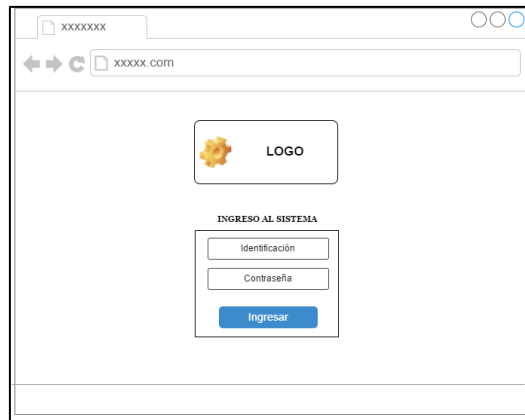 xxxxxxx
xxxxx.com
LOGO
INGRESO AL SISTEMA
Identificación
Contraseña
Ingresar